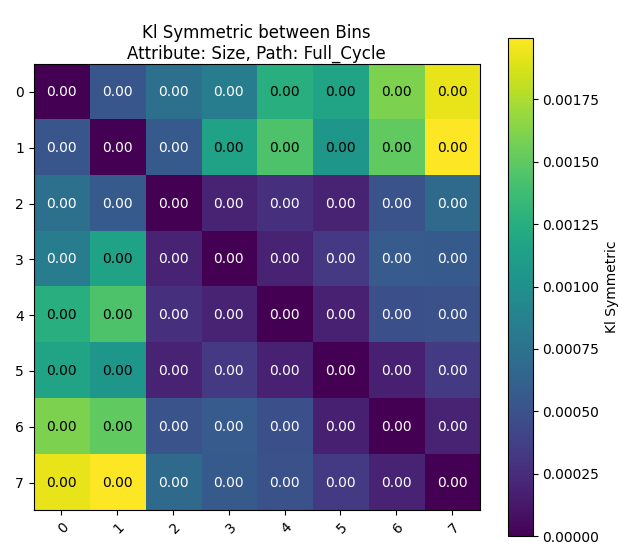 Kl Symmetric between Bins
Attribute: Size, Path: Full_Cycle
0 0.00 0.00 0.00 0.00 0.00 0.00 0.00 0.00
1 0.00 0.00 0.00 0.00 0.00 0.00 0.00 0.00
2 0.00 0.00 0.00 0.00 0.00 0.00 0.00 0.00
3 0.00 0.00 0.00 0.00 0.00 0.00 0.00 0.00
4 0.00 0.00 0.00 0.00 0.00 0.00 0.00 0.00
5 0.00 0.00 0.00 0.00 0.00 0.00 0.00 0.00
6 0.00 0.00 0.00 0.00 0.00 0.00 0.00 0.00
7 0.00 0.00 0.00 0.00 0.00 0.00 0.00 0.00
0 1 2 3 4 5 6 7
0.00175
0.00150
0.00125
0.00100
0.00075
0.00050
0.00025
0.00000
Kl Symmetric